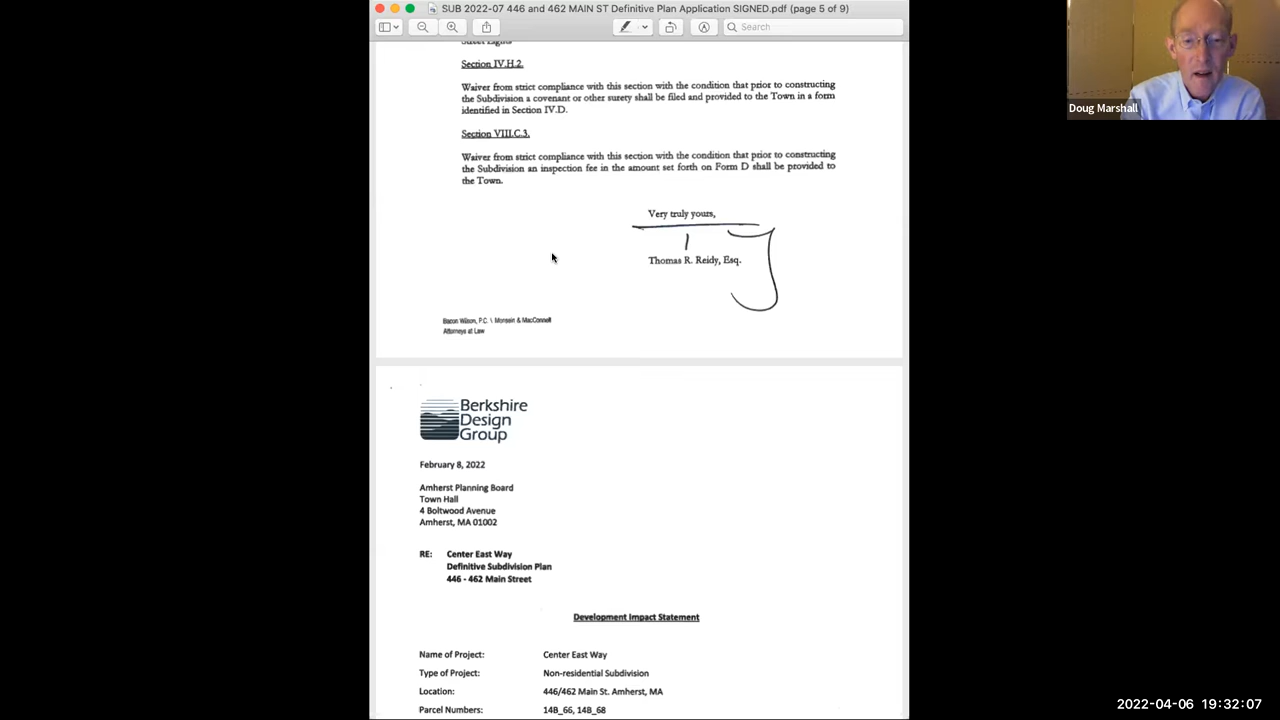 SUB 2022-07 446 and 462 MAIN ST Definitive Plan Application SIGNED.pdf (page 5 of 9)
Search
Street Lights
Section IV.H.2.
Waiver from strict compliance with this section with the condition that prior to constructing
the Subdivision a covenant or other surety shall be filed and provided to the Town in a form
identified in Section IV.D.
Section VIII.C.3.
Waiver from strict compliance with this section with the condition that prior to constructing
the Subdivision an inspection fee in the amount set forth on Form D shall be provided to
the Town.
Very truly yours,
Thomas R. Reidy, Esq.
Bacon Wilson, P.C. \ Morsein & MacConnell
Attorneys at Law
Berkshire
Design
Group
February 8, 2022
Amherst Planning Board
Town Hall
4 Boltwood Avenue
Amherst, MA 01002
RE: Center East Way
Definitive Subdivision Plan
446 - 462 Main Street
Development Impact Statement
Name of Project: Center East Way
Type of Project: Non-residential Subdivision
Location: 446/462 Main St. Amherst, MA
Parcel Numbers: 14B_66, 14B_68
Doug Marshall
2022-04-06 19:32:07